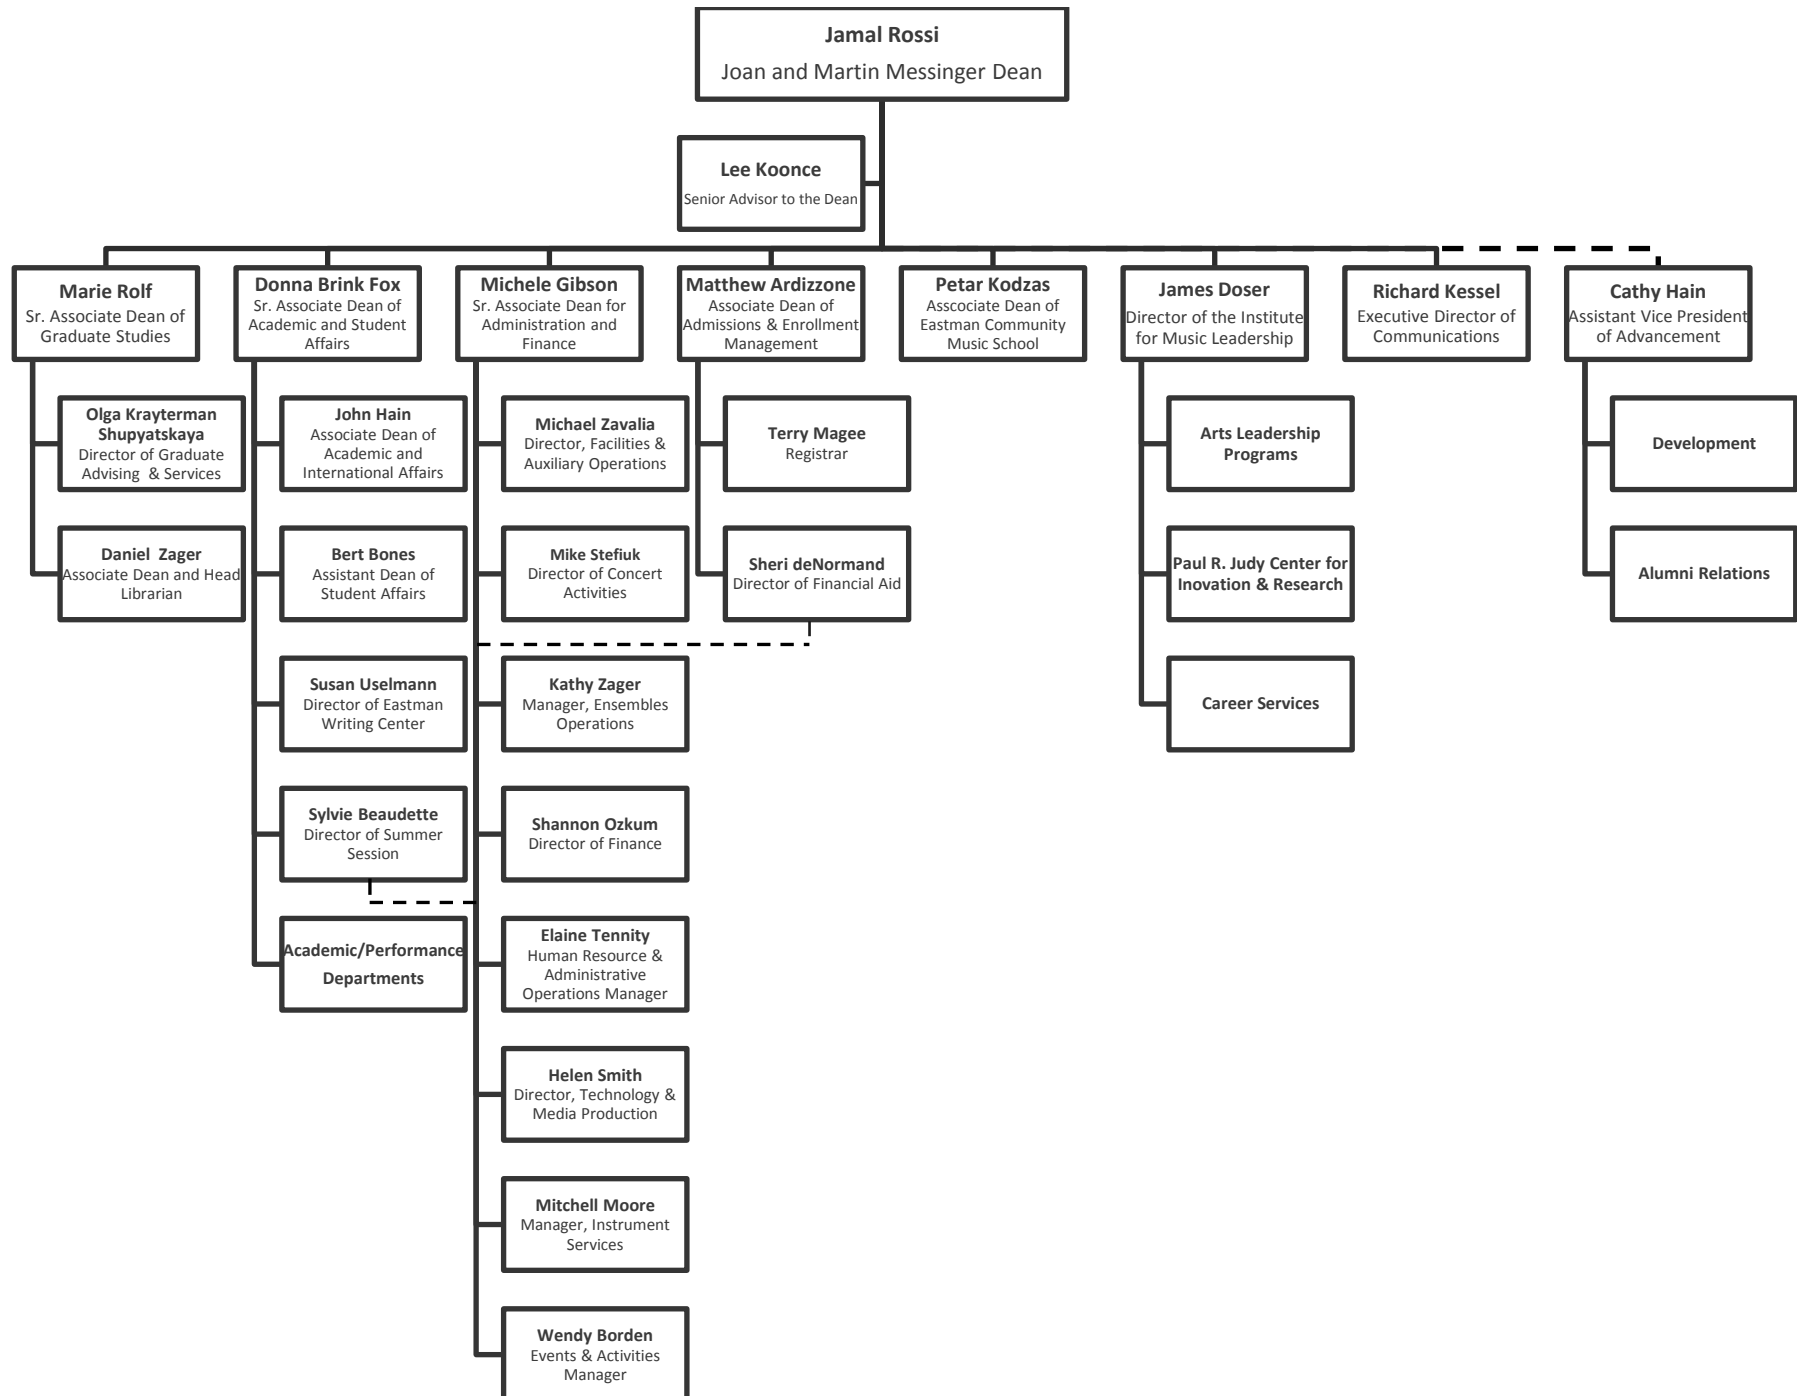 Jamal Rossi
Joan and Martin Messinger Dean
Lee Koonce
Senior Advisor to the Dean
Marie Rolf
Sr. Associate Dean of
Graduate Studies
Donna Brink Fox
Sr. Associate Dean of
Academic and Student
Affairs
Michele Gibson
Sr. Associate Dean for
Administration and
Finance
Matthew Ardizzone
Associate Dean of
Admissions & Enrollment
Management
Petar Kodzas
Asscociate Dean of
Eastman Community
Music School
James Doser
Director of the Institute
for Music Leadership
Richard Kessel
Executive Director of
Communications
Cathy Hain
Assistant Vice President
of Advancement
Olga Krayterman
Shupyatskaya
Director of Graduate
Advising & Services
Daniel Zager
Associate Dean and Head
Librarian
John Hain
Associate Dean of
Academic and
International Affairs
Bert Bones
Assistant Dean of
Student Affairs
Susan Uselmann
Director of Eastman
Writing Center
Sylvie Beaudette
Director of Summer
Session
Academic/Performance
Departments
Michael Zavalia
Director, Facilities &
Auxiliary Operations
Mike Stefiuk
Director of Concert
Activities
Kathy Zager
Manager, Ensembles
Operations
Shannon Ozkum
Director of Finance
Elaine Tennity
Human Resource &
Administrative
Operations Manager
Helen Smith
Director, Technology &
Media Production
Mitchell Moore
Manager, Instrument
Services
Wendy Borden
Events & Activities
Manager
Terry Magee
Registrar
Sheri deNormand
Director of Financial Aid
Arts Leadership
Programs
Paul R. Judy Center for
Inovation & Research
Career Services
Development
Alumni Relations